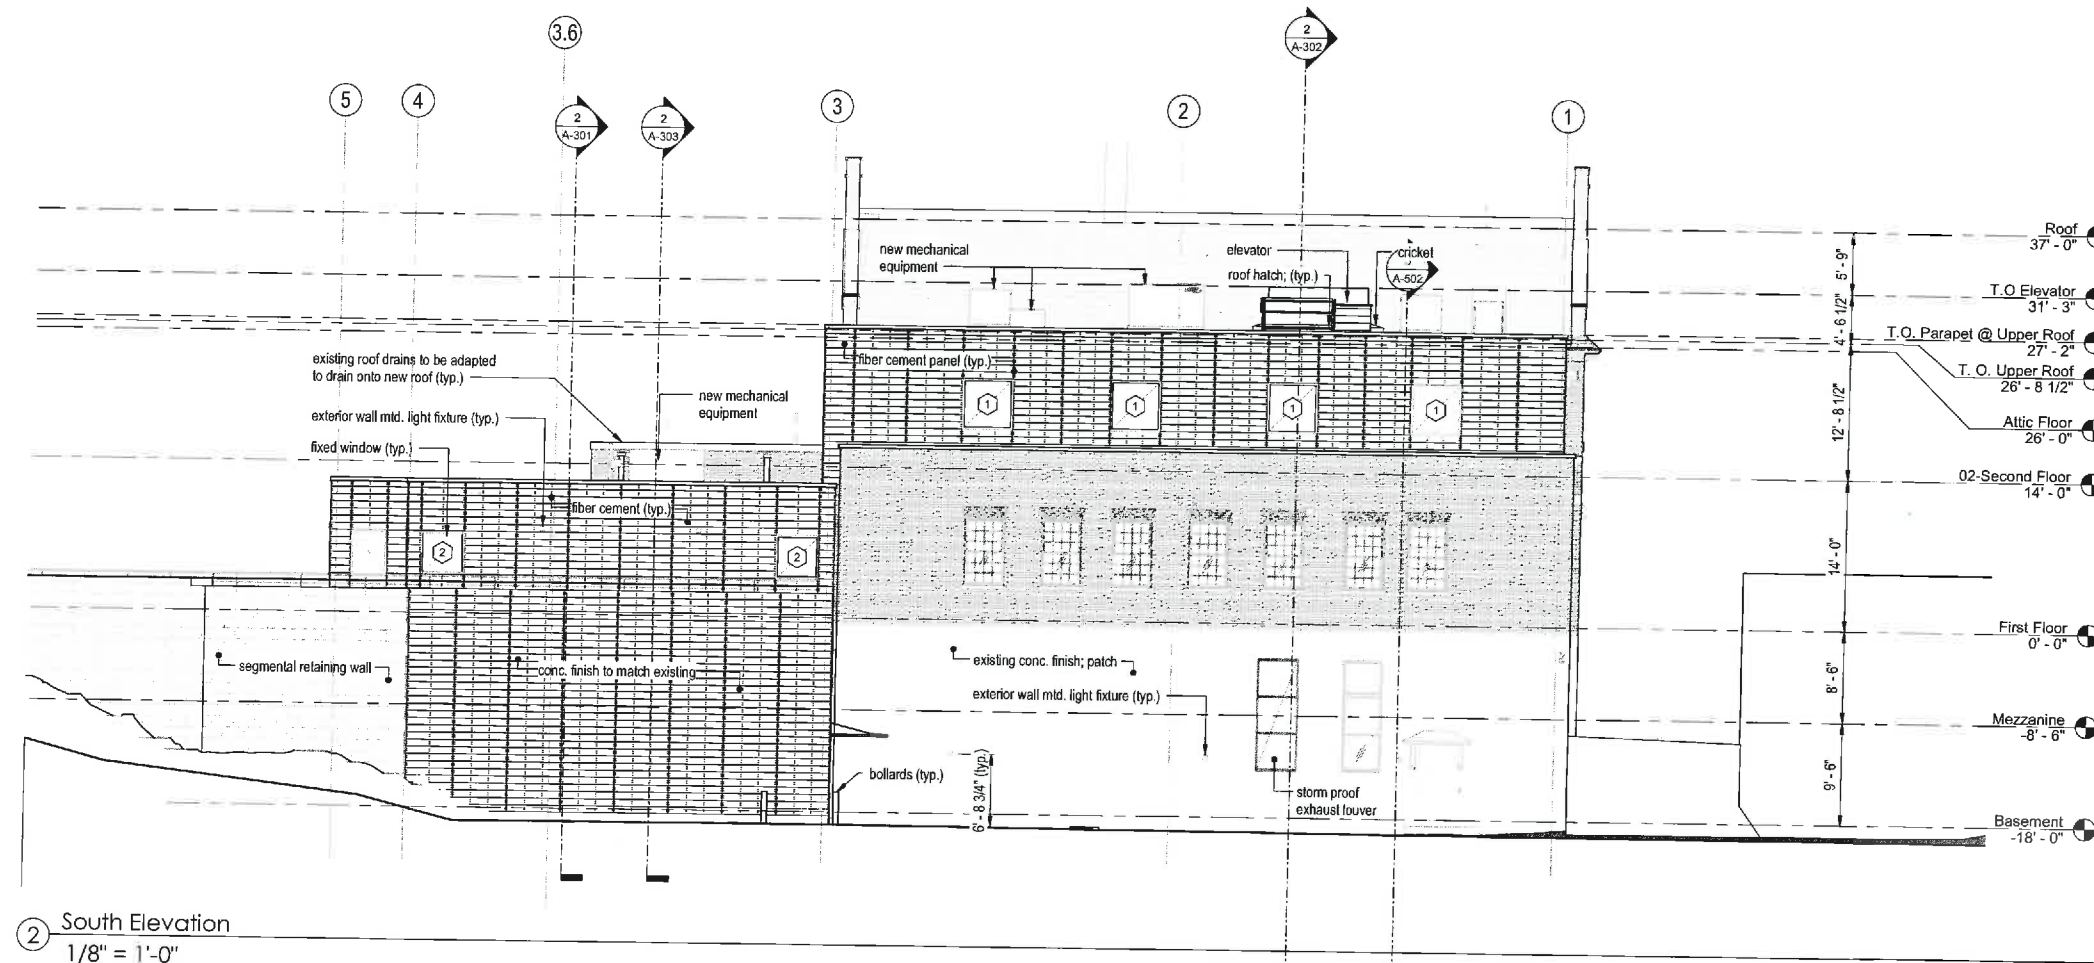 3.6
2
A-302
5
4
2
A-301
2
A-303
3
2
1
new mechanical
equipment
elevator
roof hatch; (typ.)
cricket
A-502
Roof
37' - 0"
5' - 9"
T.O Elevator
31' - 3"
4' - 6 1/2"
T.O. Parapet @ Upper Roof
27' - 2"
T. O. Upper Roof
26' - 8 1/2"
Attic Floor
26' - 0"
12' - 8 1/2"
02-Second Floor
14' - 0"
14' - 0"
First Floor
0' - 0"
8' - 6"
Mezzanine
-8' - 6"
9' - 6"
Basement
-18' - 0"
existing roof drains to be adapted
to drain onto new roof (typ.)
exterior wall mtd. light fixture (typ.)
fixed window (typ.)
new mechanical
equipment
fiber cement panel (typ.)
1
1
1
1
fiber cement (typ.)
2
2
segmental retaining wall
conc. finish to match existing
existing conc. finish; patch
exterior wall mtd. light fixture (typ.)
bollards (typ.)
6' - 8 3/4" (typ.)
storm proof
exhaust louver
2
South Elevation
1/8" = 1'-0"